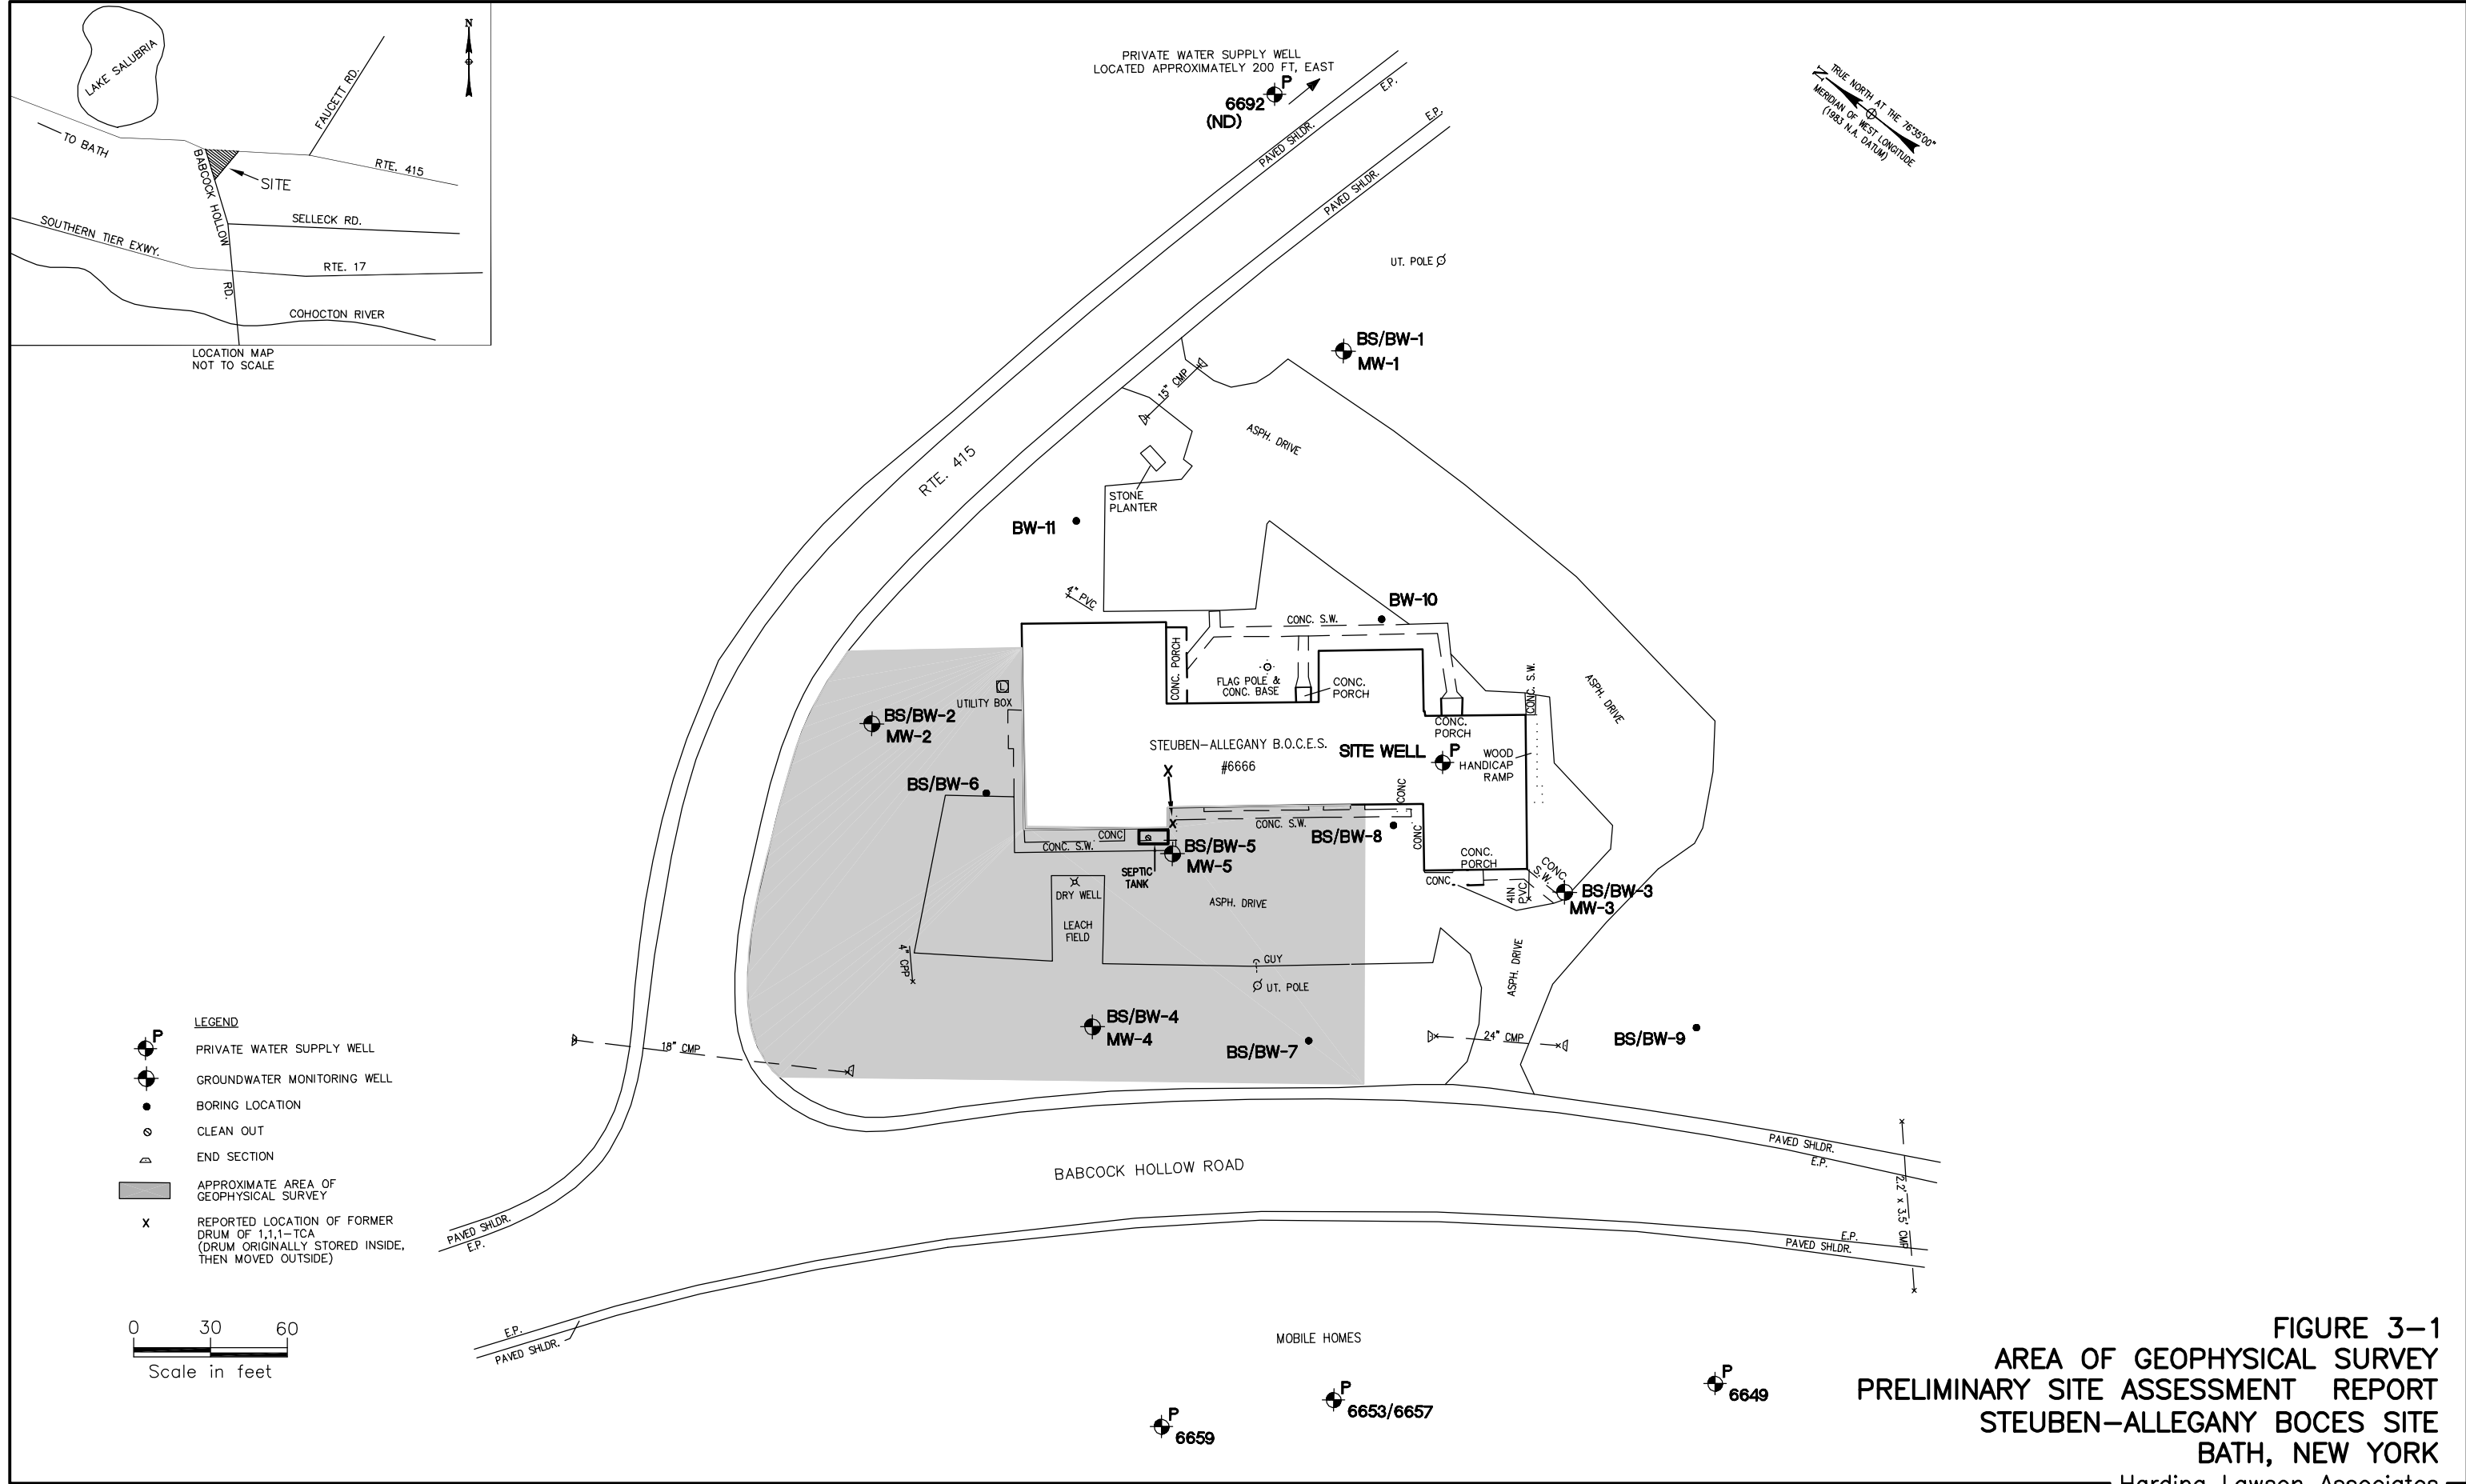 N
LAKE SALUBRIA
FAUCETT RD.
TO BATH
BABCOCK HOLLOW
RD.
RTE. 415
SITE
SELLECK RD.
SOUTHERN TIER EXWY.
RTE. 17
COHOCTON RIVER
LOCATION MAP
NOT TO SCALE
PRIVATE WATER SUPPLY WELL
LOCATED APPROXIMATELY 200 FT, EAST
P
6692
(ND)
E.P.
PAVED SHLDR.
E.P.
PAVED SHLDR.
N
TRUE NORTH AT THE 76°35'00"
MERIDIAN OF WEST LONGITUDE
(1983 N.A. DATUM)
UT. POLE
BS/BW-1
MW-1
15" CMP
ASPH. DRIVE
RTE. 415
STONE
PLANTER
BW-11
4" PVC
BW-10
CONC. S.W.
CONC. PORCH
FLAG POLE &
CONC. BASE
CONC.
PORCH
CONC. S.W.
ASPH. DRIVE
L
UTILITY BOX
BS/BW-2
MW-2
CONC.
PORCH
STEUBEN-ALLEGANY B.O.C.E.S.
#6666
SITE WELL
P
WOOD
HANDICAP
RAMP
X
BS/BW-6
CONC
X
CONC. S.W.
BS/BW-8
CONC
CONC
CONC. S.W.
BS/BW-5
MW-5
SEPTIC
TANK
CONC.
PORCH
CONC.
CONC
S.W.
4IN
PVC
BS/BW-3
MW-3
DRY WELL
LEACH
FIELD
ASPH. DRIVE
4" CPP
GUY
UT. POLE
ASPH. DRIVE
BS/BW-4
MW-4
BS/BW-7
24" CMP
BS/BW-9
18" CMP
LEGEND
P
PRIVATE WATER SUPPLY WELL
GROUNDWATER MONITORING WELL
BORING LOCATION
CLEAN OUT
END SECTION
APPROXIMATE AREA OF
GEOPHYSICAL SURVEY
X
REPORTED LOCATION OF FORMER
DRUM OF 1,1,1-TCA
(DRUM ORIGINALLY STORED INSIDE,
THEN MOVED OUTSIDE)
0 30 60
Scale in feet
PAVED SHLDR.
E.P.
BABCOCK HOLLOW ROAD
PAVED SHLDR.
E.P.
2.2' x 3.5' CMP
E.P.
PAVED SHLDR.
E.P.
PAVED SHLDR.
MOBILE HOMES
P
6659
P
6653/6657
P
6649
FIGURE 3-1
AREA OF GEOPHYSICAL SURVEY
PRELIMINARY SITE ASSESSMENT REPORT
STEUBEN-ALLEGANY BOCES SITE
BATH, NEW YORK
Harding Lawson Associates